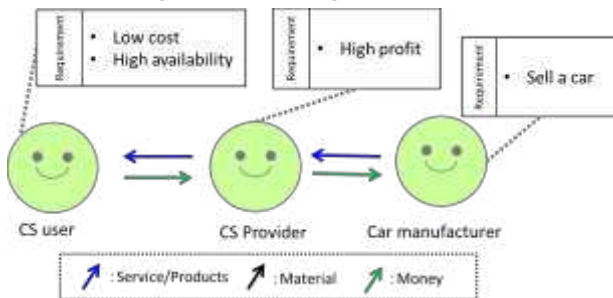 Requirement
• Low cost
• High availability
Requirement
• High profit
Requirement
• Sell a car
CS user
CS Provider
Car manufacturer
: Service/Products
: Material
: Money